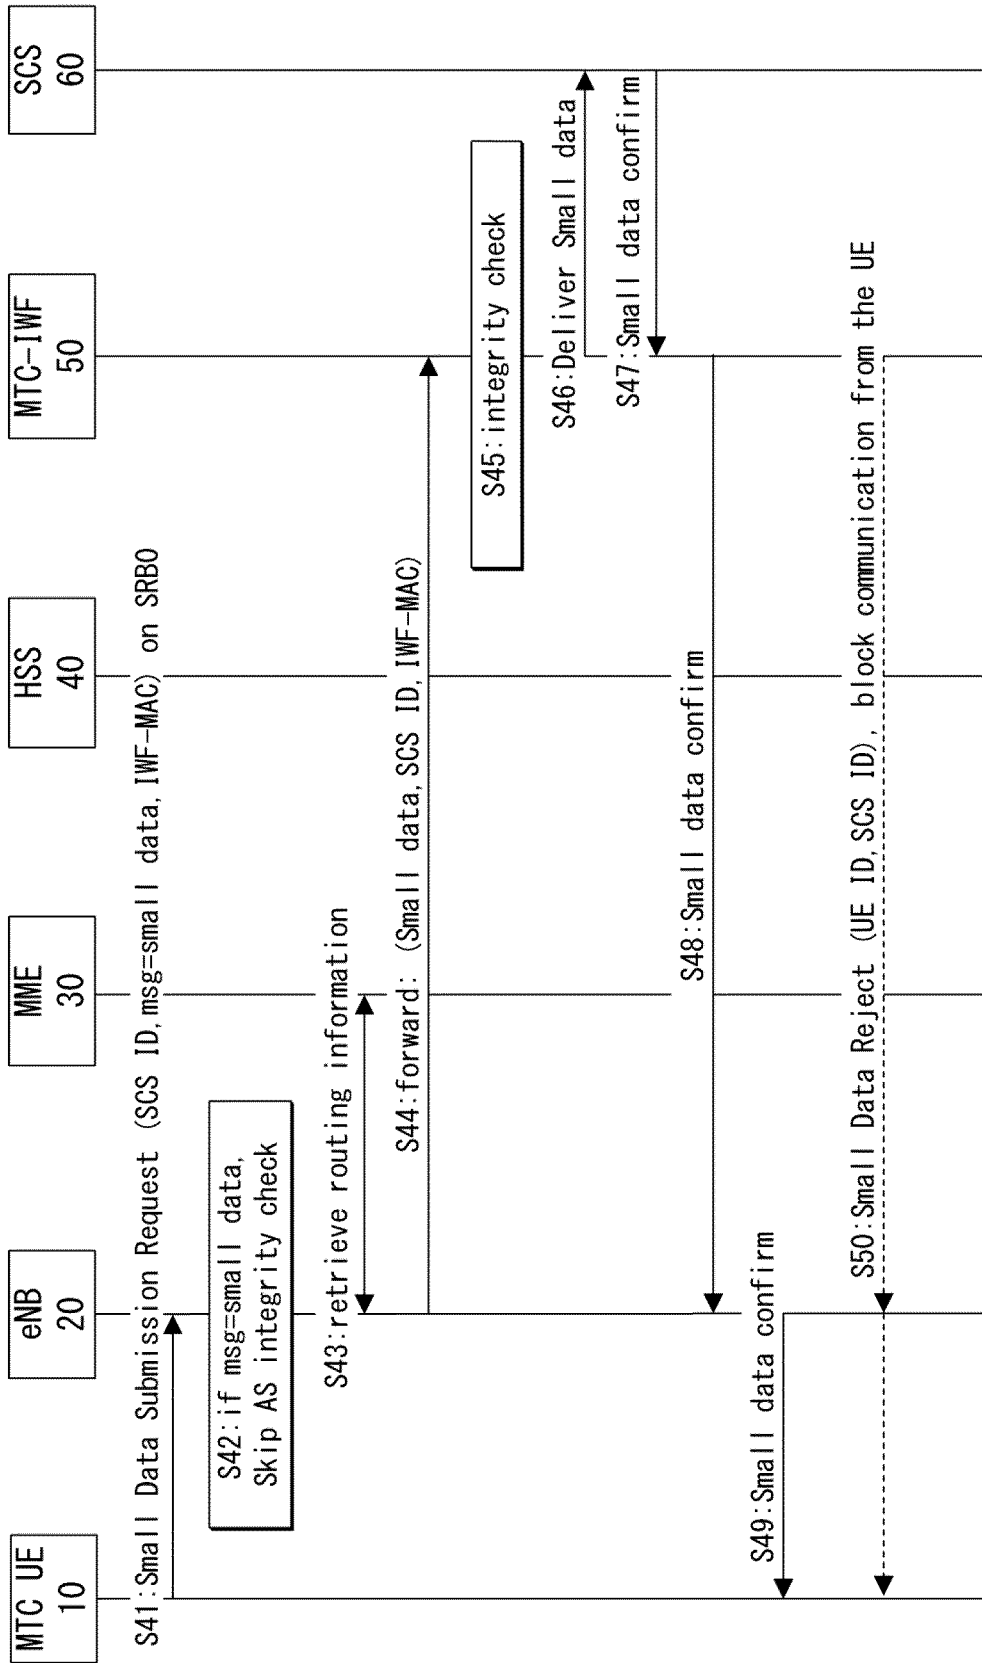 MTC UE
10
eNB
20
MME
30
HSS
40
MTC-IWF
50
SCS
60
S41:Small Data Submission Request (SCS ID,msg=small data,IWF-MAC) on SRB0
S42:if msg=small data,
Skip AS integrity check
S43:retrieve routing information
S44:forward: (Small data,SCS ID,IWF-MAC)
S45:integrity check
S46:Deliver Small data
S47:Small data confirm
S48:Small data confirm
S49:Small data confirm
S50:Small Data Reject (UE ID,SCS ID), block communication from the UE